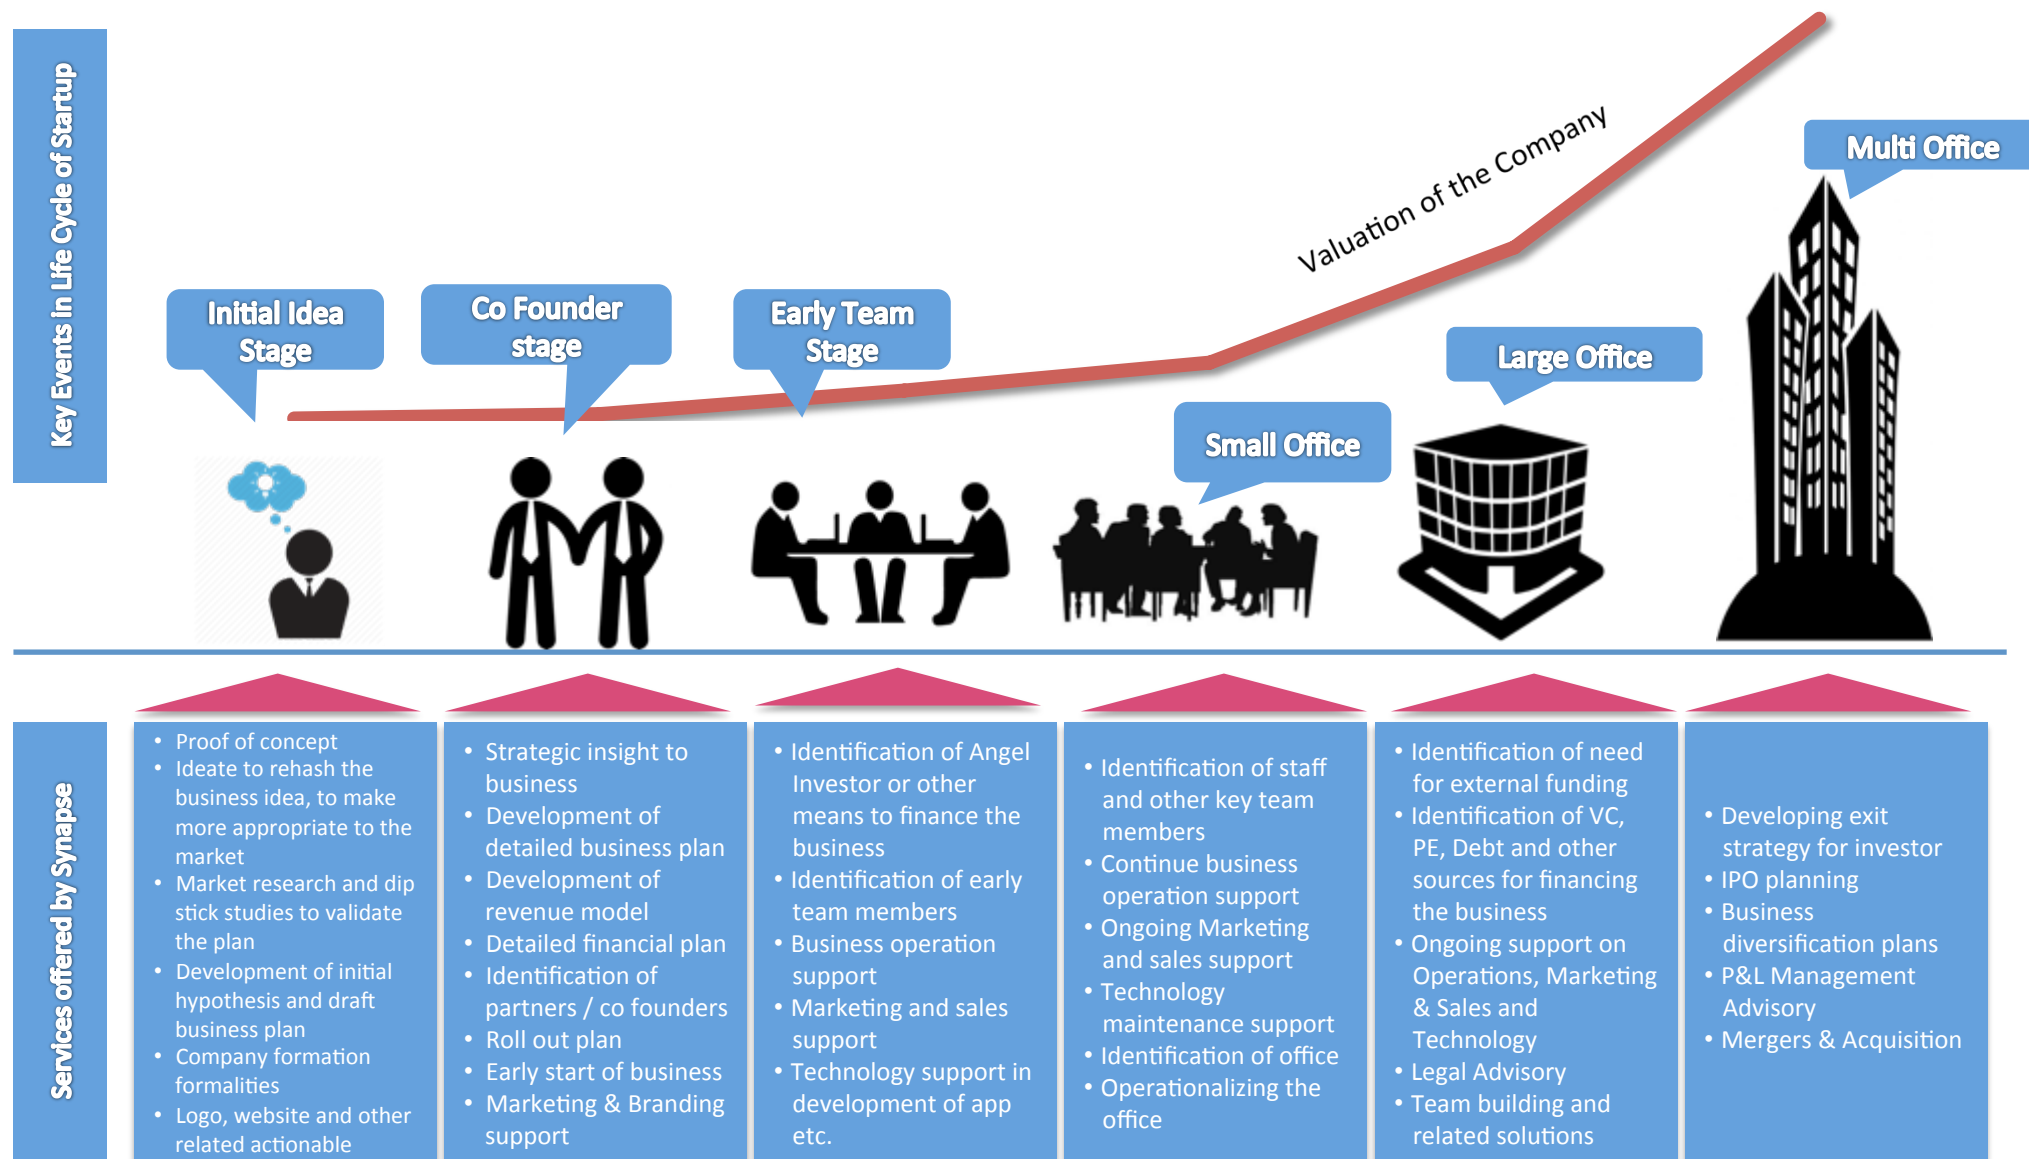 Key Events in Life Cycle of Startup
Initial Idea
Stage
Co Founder
stage
Early Team
Stage
Small Office
Valuation of the Company
Large Office
Multi Office
Services offered by Synapse
• Proof of concept
• Ideate to rehash the
business idea, to make
more appropriate to the
market
• Market research and dip
stick studies to validate
the plan
• Development of initial
hypothesis and draft
business plan
• Company formation
formalities
• Logo, website and other
related actionable
• Strategic insight to
business
• Development of
detailed business plan
• Development of
revenue model
• Detailed financial plan
• Identification of
partners / co founders
• Roll out plan
• Early start of business
• Marketing & Branding
support
• Identification of Angel
Investor or other
means to finance the
business
• Identification of early
team members
• Business operation
support
• Marketing and sales
support
• Technology support in
development of app
etc.
• Identification of staff
and other key team
members
• Continue business
operation support
• Ongoing Marketing
and sales support
• Technology
maintenance support
• Identification of office
• Operationalizing the
office
• Identification of need
for external funding
• Identification of VC,
PE, Debt and other
sources for financing
the business
• Ongoing support on
Operations, Marketing
& Sales and
Technology
• Legal Advisory
• Team building and
related solutions
• Developing exit
strategy for investor
• IPO planning
• Business
diversification plans
• P&L Management
Advisory
• Mergers & Acquisition